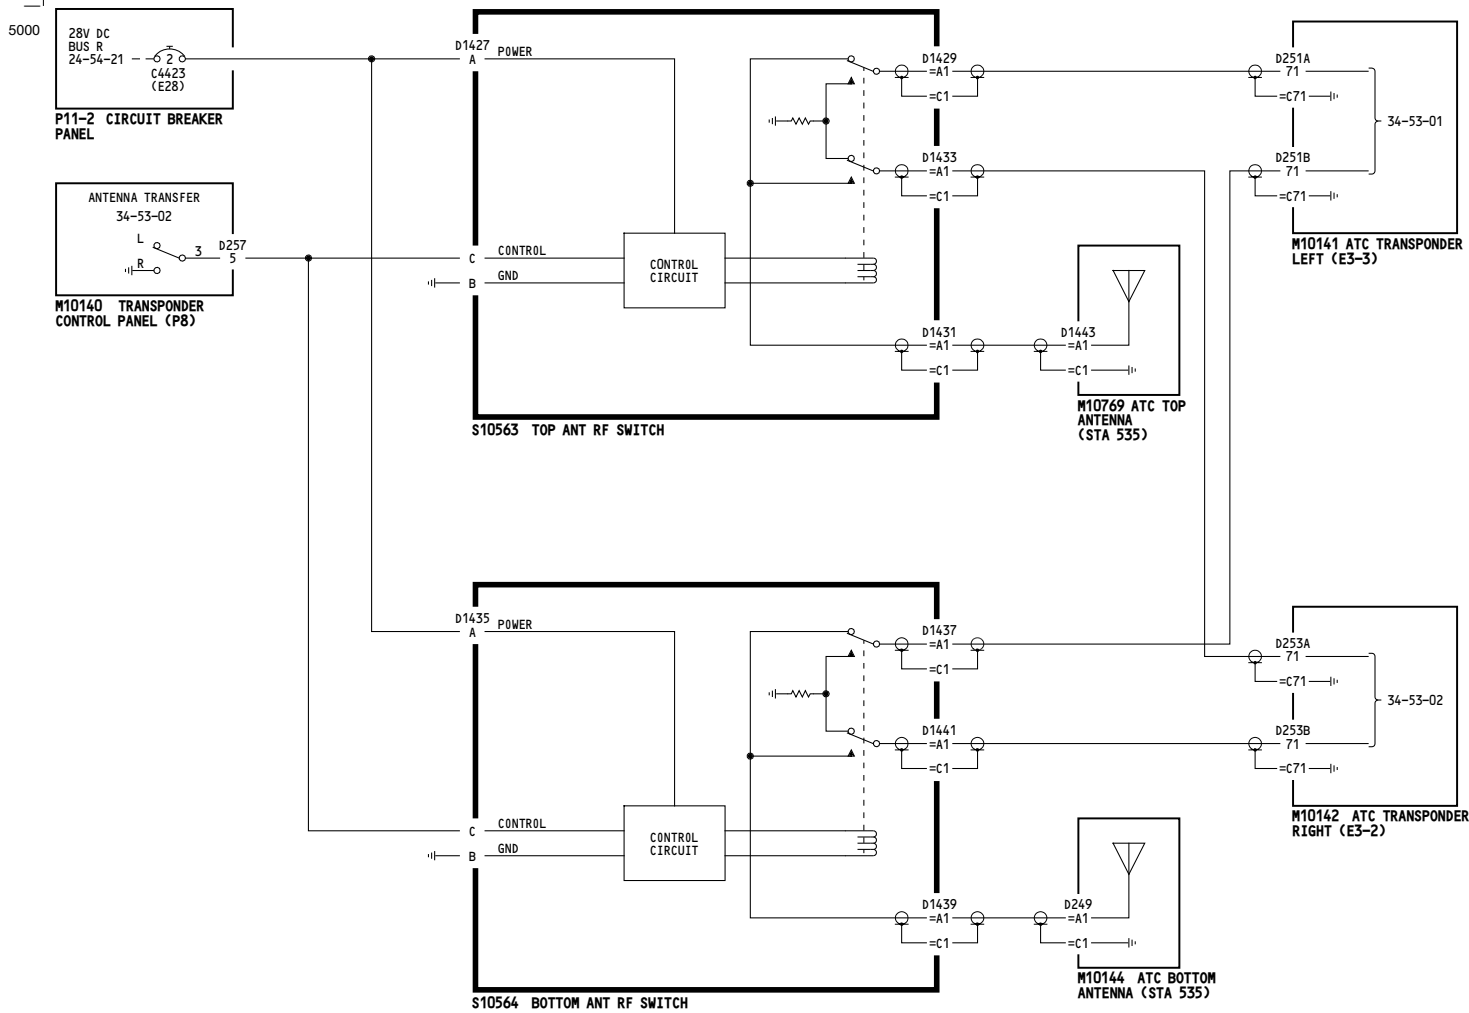 5000
28V DC
BUS R
24-54-21
2
C4423
(E28)
P11-2 CIRCUIT BREAKER
PANEL
ANTENNA TRANSFER
34-53-02
L
R
3
D257
5
M10140 TRANSPONDER
CONTROL PANEL (P8)
D1427
A
POWER
C
CONTROL
B
GND
CONTROL
CIRCUIT
D1429
=A1
=C1
D1433
=A1
=C1
D1431
=A1
=C1
S10563 TOP ANT RF SWITCH
D1443
=A1
=C1
M10769 ATC TOP
ANTENNA
(STA 535)
D251A
71
=C71
34-53-01
D251B
71
=C71
M10141 ATC TRANSPONDER
LEFT (E3-3)
D1435
A
POWER
C
CONTROL
B
GND
CONTROL
CIRCUIT
D1437
=A1
=C1
D1441
=A1
=C1
D1439
=A1
=C1
S10564 BOTTOM ANT RF SWITCH
D249
=A1
=C1
M10144 ATC BOTTOM
ANTENNA (STA 535)
D253A
71
=C71
34-53-02
D253B
71
=C71
M10142 ATC TRANSPONDER
RIGHT (E3-2)